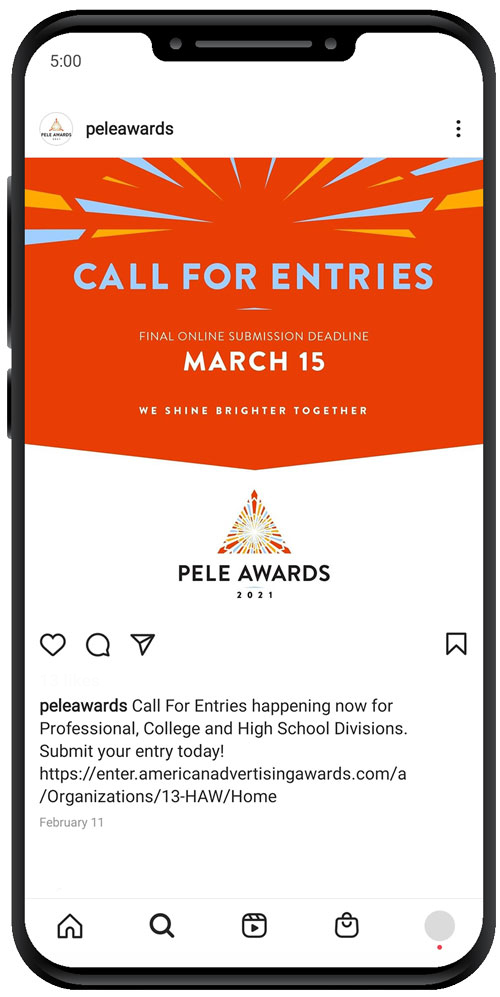 5:00
PELE AWARDS
2021
peleawards
CALL FOR ENTRIES
FINAL ONLINE SUBMISSION DEADLINE
MARCH 15
WE SHINE BRIGHTER TOGETHER
PELE AWARDS
2021
peleawards Call For Entries happening now for
Professional, College and High School Divisions.
Submit your entry today!
https://enter.americanadvertisingawards.com/a
/Organizations/13-HAW/Home
February 11